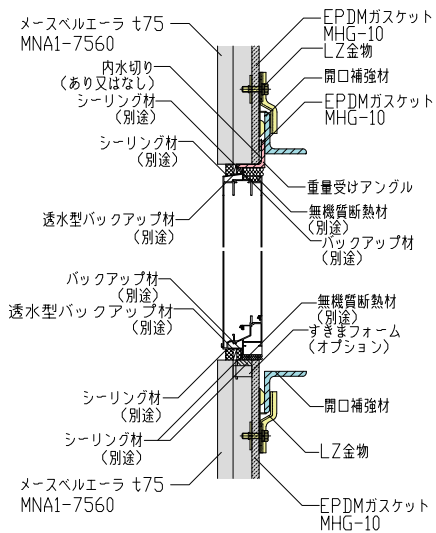 メースベルエーラ t75
MNA1-7560
内水切り
(あり又はなし)
シーリング材
(別途)
シーリング材
(別途)
透水型バックアップ材
(別途)
バックアップ材
(別途)
透水型バックアップ材
(別途)
シーリング材
(別途)
シーリング材
(別途)
メースベルエーラ t75
MNA1-7560
EPDMガスケット
MHG-10
LZ金物
開口補強材
EPDMガスケット
MHG-10
重量受けアングル
無機質断熱材
(別途)
バックアップ材
(別途)
無機質断熱材
(別途)
すきまフォーム
(オプション)
開口補強材
LZ金物
EPDMガスケット
MHG-10